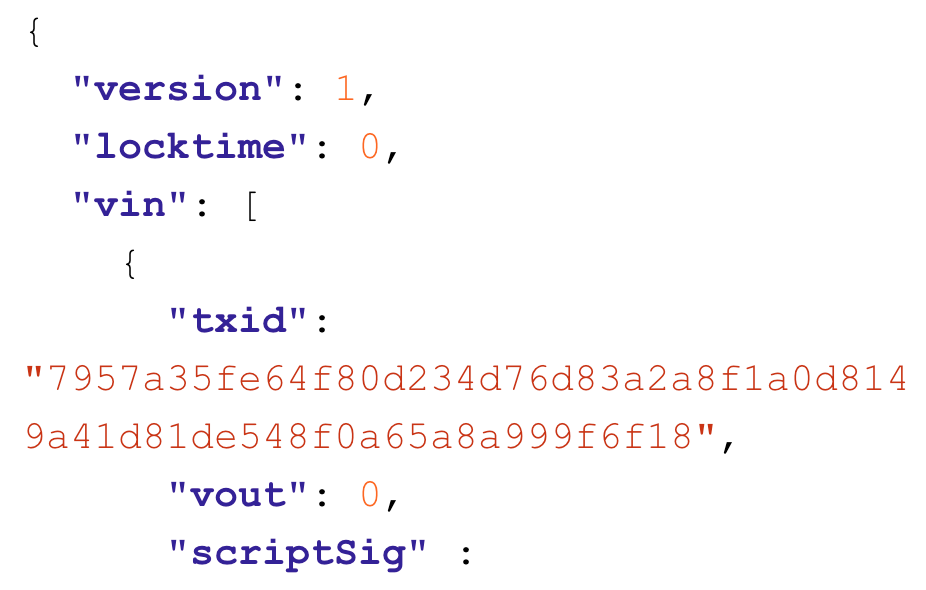 {
"version": 1,
"locktime": 0,
"vin": [
{
"txid":
"7957a35fe64f80d234d76d83a2a8f1a0d814
9a41d81de548f0a65a8a999f6f18",
"vout": 0,
"scriptSig" :